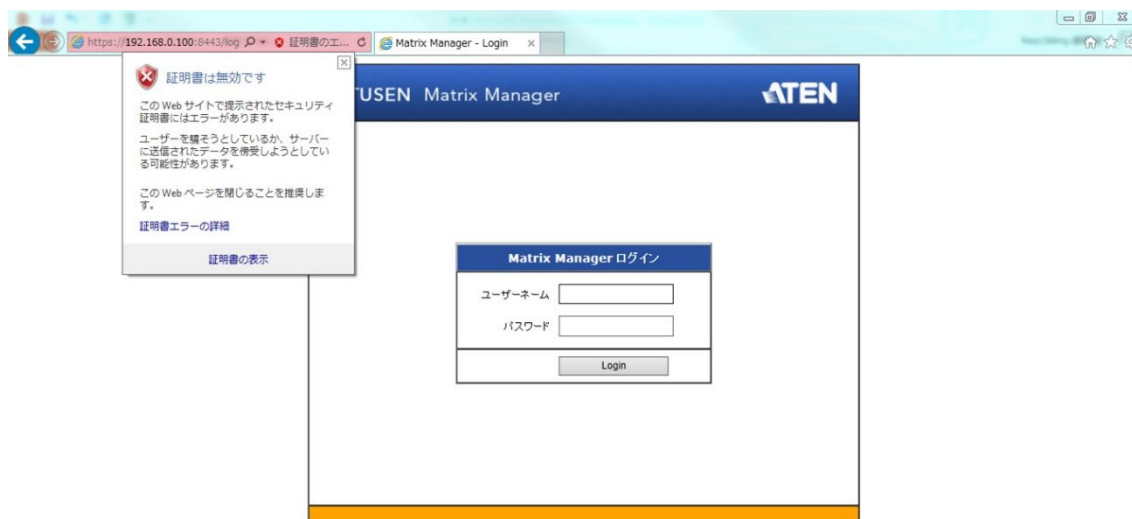 https://192.168.0.100:8443/log
証明書のエ...
Matrix Manager - Login
証明書は無効です
この Web サイトで提示されたセキュリティ
証明書にはエラーがあります。
ユーザーを騙そうとしているか、サーバー
に送信されたデータを傍受しようとしてい
る可能性があります。
この Web ページを閉じることを推奨しま
す。
証明書エラーの詳細
証明書の表示
TUSEN Matrix Manager
ATEN
Matrix Manager ログイン
ユーザーネーム
パスワード
Login